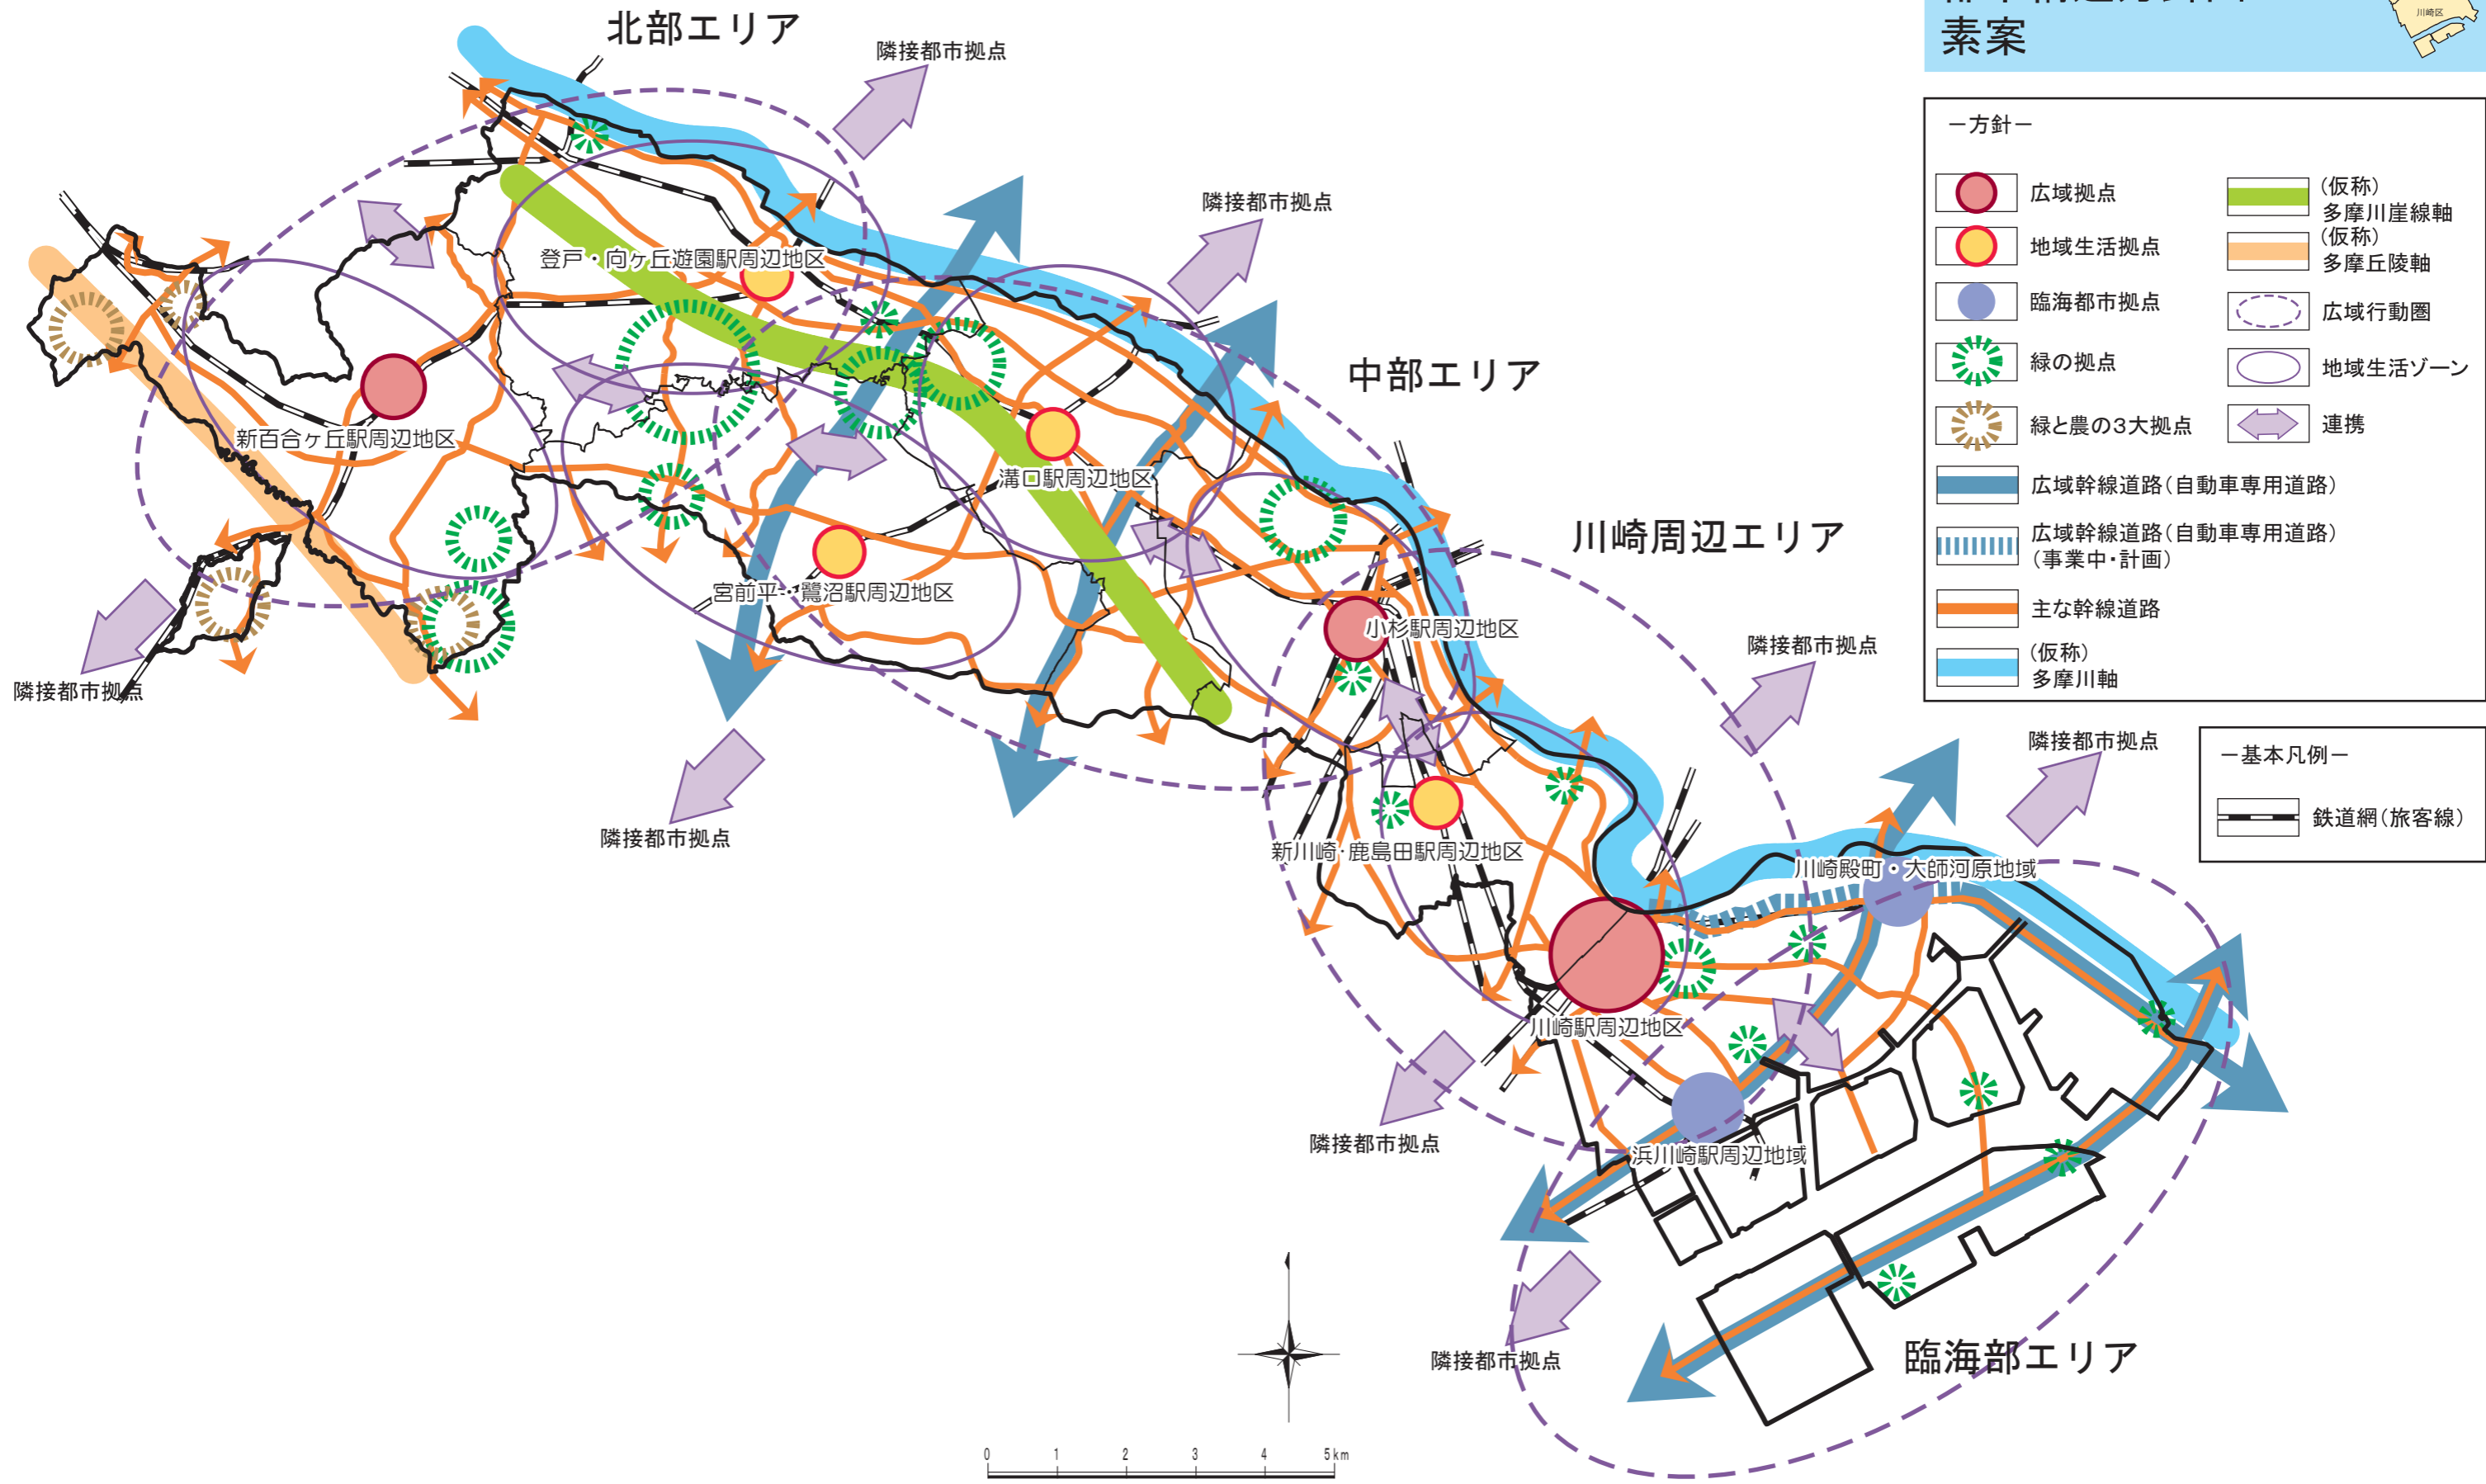 素案
川崎区
北部エリア
隣接都市拠点
隣接都市拠点
登戸・向ヶ丘遊園駅周辺地区
中部エリア
新百合ヶ丘駅周辺地区
溝口駅周辺地区
川崎周辺エリア
宮前平・鷺沼駅周辺地区
小杉駅周辺地区
隣接都市拠点
隣接都市拠点
隣接都市拠点
隣接都市拠点
新川崎・鹿島田駅周辺地区
川崎殿町・大師河原地域
川崎駅周辺地区
隣接都市拠点
浜川崎駅周辺地域
隣接都市拠点
臨海部エリア
0 1 2 3 4 5km
－方針－
広域拠点
地域生活拠点
臨海都市拠点
緑の拠点
緑と農の3大拠点
広域幹線道路(自動車専用道路)
広域幹線道路(自動車専用道路)
(事業中・計画)
主な幹線道路
(仮称)
多摩川軸
(仮称)
多摩川崖線軸
(仮称)
多摩丘陵軸
広域行動圏
地域生活ゾーン
連携
－基本凡例－
鉄道網(旅客線)